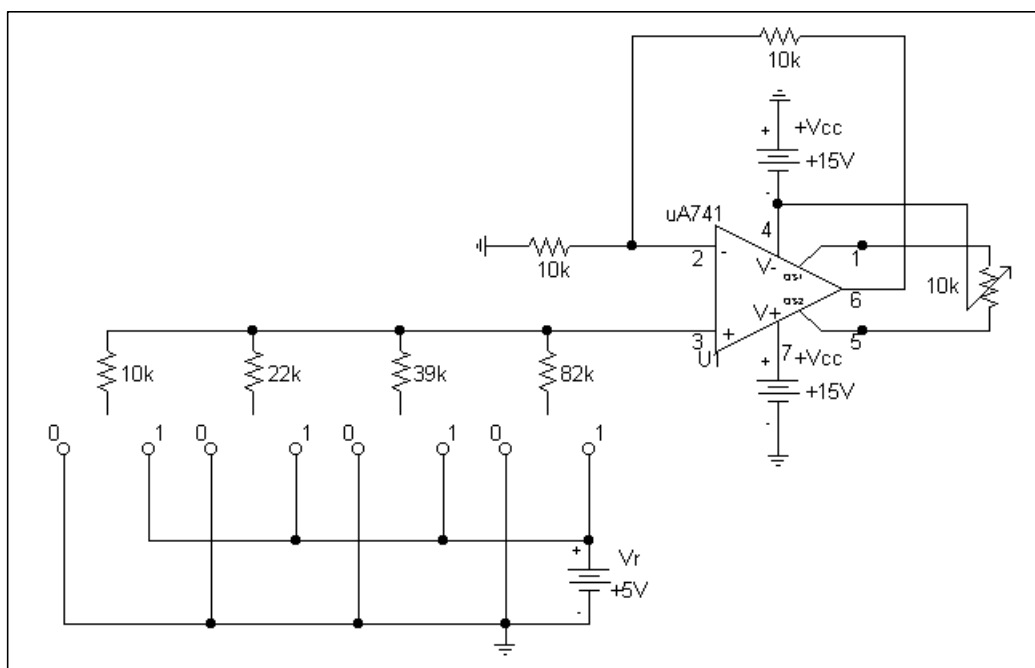 10k
+ +Vcc
+15V
-
uA741
4
10k
2 - V- os1 1
10k
6
os2
3 + V+ 5
U1
7 +Vcc
+
+15V
-
10k 22k 39k 82k
0 1 0 1 0 1 0 1
+ Vr
+5V
-